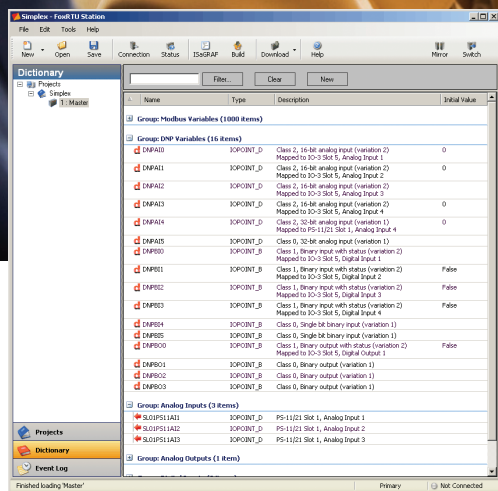 Simplex - FoxRTU Station
File Edit Tools Help
New Open Save Connection Status ISaGRAF Build Download Help Mirror Switch
Dictionary
Projects
Simplex
1 : Master
Filter... Clear New
Name Type Description Initial Value
Group: Modbus Variables (1000 items)
Group: DNP Variables (16 items)
DNPAI0 IOPOINT_D Class 2, 16-bit analog input (variation 2) 0
Mapped to IO-3 Slot 5, Analog Input 1
DNPAI1 IOPOINT_D Class 2, 16-bit analog input (variation 2) 0
Mapped to IO-3 Slot 5, Analog Input 2
DNPAI2 IOPOINT_D Class 2, 16-bit analog input (variation 2) 0
Mapped to IO-3 Slot 5, Analog Input 3
DNPAI3 IOPOINT_D Class 2, 16-bit analog input (variation 2) 0
Mapped to IO-3 Slot 5, Analog Input 4
DNPAI4 IOPOINT_D Class 2, 32-bit analog input (variation 1) 0
Mapped to PS-11/21 Slot 1, Analog Input 4
DNPAI5 IOPOINT_D Class 0, 32-bit analog input (variation 1)
DNPBI0 IOPOINT_B Class 1, Binary input with status (variation 2)
Mapped to IO-3 Slot 5, Digital Input 1
DNPBI1 IOPOINT_B Class 1, Binary input with status (variation 2) False
Mapped to IO-3 Slot 5, Digital Input 2
DNPBI2 IOPOINT_B Class 1, Binary input with status (variation 2) False
Mapped to IO-3 Slot 5, Digital Input 3
DNPBI3 IOPOINT_B Class 1, Binary input with status (variation 2) False
Mapped to IO-3 Slot 5, Digital Input 4
DNPBI4 IOPOINT_B Class 0, Single bit binary input (variation 1)
DNPBI5 IOPOINT_B Class 0, Single bit binary input (variation 1)
DNPBO0 IOPOINT_B Class 1, Binary output with status (variation 2) False
Mapped to IO-3 Slot 5, Digital Output 1
DNPBO1 IOPOINT_B Class 0, Binary output (variation 1)
DNPBO2 IOPOINT_B Class 0, Binary output (variation 1)
DNPBO3 IOPOINT_B Class 0, Binary output (variation 1)
Group: Analog Inputs (3 items)
SL01PS11AI1 IOPOINT_D PS-11/21 Slot 1, Analog Input 1
SL01PS11AI2 IOPOINT_D PS-11/21 Slot 1, Analog Input 2
SL01PS11AI3 IOPOINT_D PS-11/21 Slot 1, Analog Input 3
Group: Analog Outputs (1 item)
Projects
Dictionary
Event Log
Finished loading 'Master' Primary Not Connected